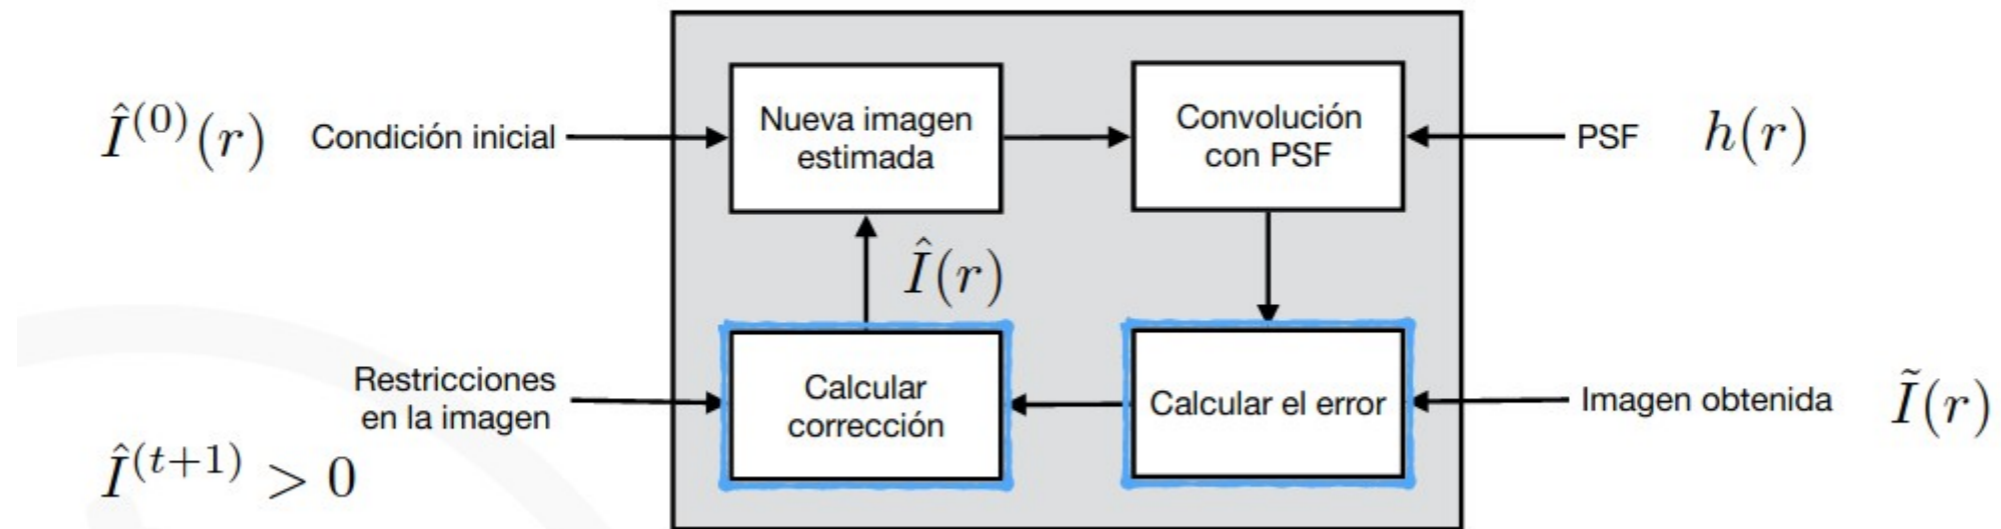 Î^(0)(r) Condición inicial
Nueva imagen
estimada
Convolución
con PSF
PSF h(r)
Î(r)
Restricciones
en la imagen
Î^(t+1) > 0
Calcular
corrección
Calcular el error
Imagen obtenida Ĩ(r)